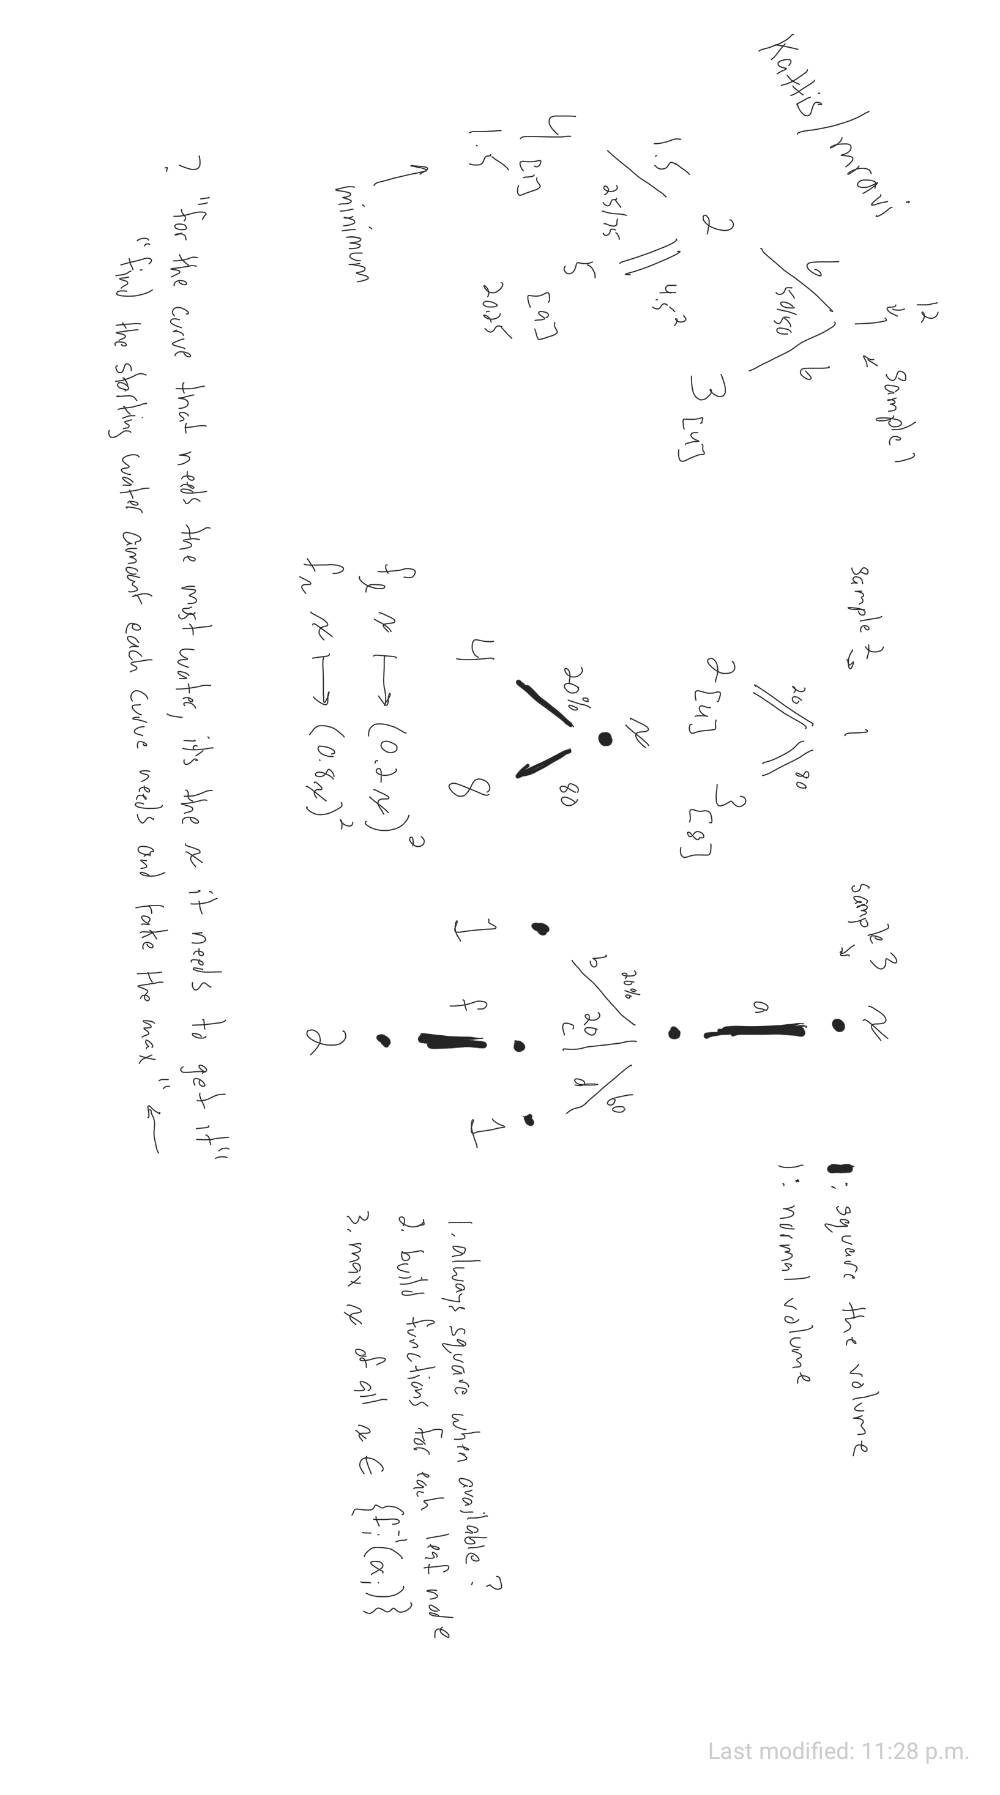 Kattis/mravi
12
1
sample 1
6
6
50/50
2
3 [4]
1.5
4.5²
25/75
4 [1]
5
[9]
1.5
20.25
minimum
sample 2
1
20
80
2 [4]
3
[8]
x
20%
80
4
8
f_l x ↦ (0.2x)²
f_r x ↦ (0.8x)²
sample 3
x
a
20%
b
20
c
60
d
1
f
1
2
: square the volume
| : normal volume
1. always square when available?
2. build functions for each leaf node
3. max x of all x ∈ {f_i⁻¹(α_i)}
? "for the curve that needs the most water, it's the x it needs to get it"
"find the starting water amount each curve needs and take the max" ←
Last modified: 11:28 p.m.